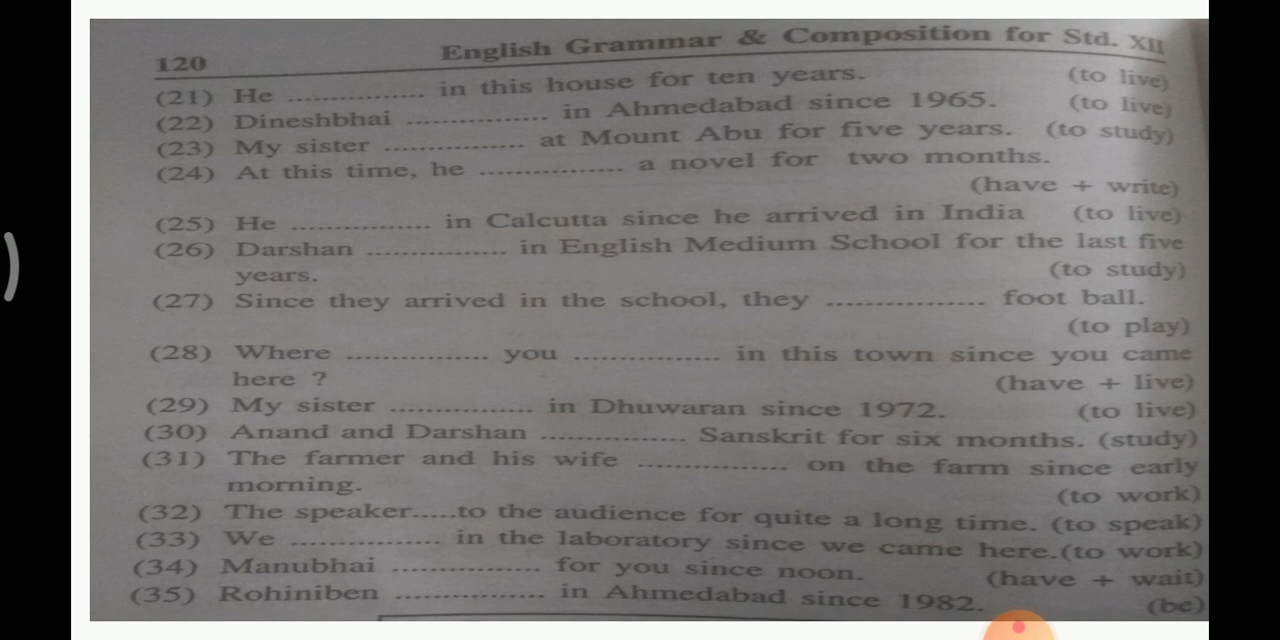 120 English Grammar & Composition for Std. XII
(21) He ................ in this house for ten years. (to live)
(22) Dineshbhai ................ in Ahmedabad since 1965. (to live)
(23) My sister ................ at Mount Abu for five years. (to study)
(24) At this time, he ................ a novel for two months.
(have + write)
(25) He ................ in Calcutta since he arrived in India (to live)
(26) Darshan ................ in English Medium School for the last five
years. (to study)
(27) Since they arrived in the school, they ................ foot ball.
(to play)
(28) Where ................ you ................ in this town since you came
here ? (have + live)
(29) My sister ................ in Dhuwaran since 1972. (to live)
(30) Anand and Darshan ................ Sanskrit for six months. (study)
(31) The farmer and his wife ................ on the farm since early
morning. (to work)
(32) The speaker.....to the audience for quite a long time. (to speak)
(33) We ................ in the laboratory since we came here.(to work)
(34) Manubhai ................ for you since noon. (have + wait)
(35) Rohiniben ................ in Ahmedabad since 1982. (be)